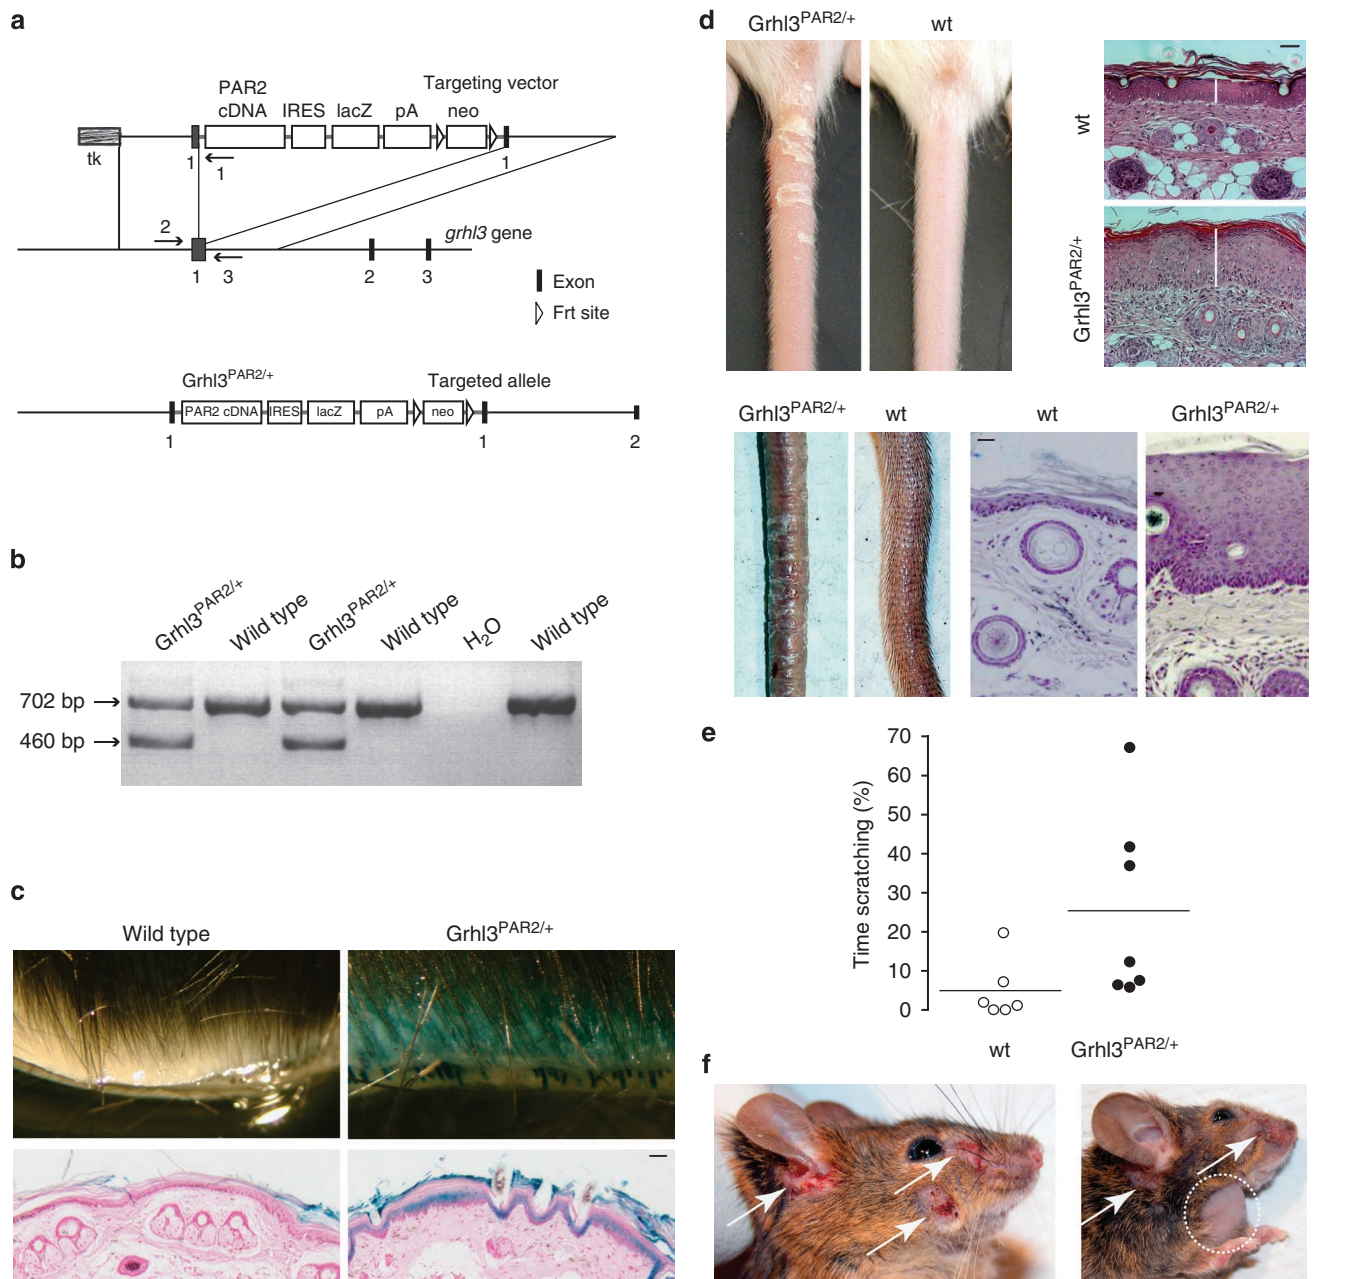 a
PAR2
cDNA
IRES
lacZ
pA
Targeting vector
neo
tk
1
1
1
2
grhl3 gene
1
3
2
3
Exon
Frt site
Grhl3PAR2/+
Targeted allele
PAR2 cDNA
IRES
lacZ
pA
neo
1
1
2
b
Grhl3PAR2/+
Wild type
Grhl3PAR2/+
Wild type
H2O
Wild type
702 bp
460 bp
c
Wild type
Grhl3PAR2/+
d
Grhl3PAR2/+
wt
wt
Grhl3PAR2/+
Grhl3PAR2/+
wt
wt
Grhl3PAR2/+
e
Time scratching (%)
70
60
50
40
30
20
10
0
wt
Grhl3PAR2/+
f